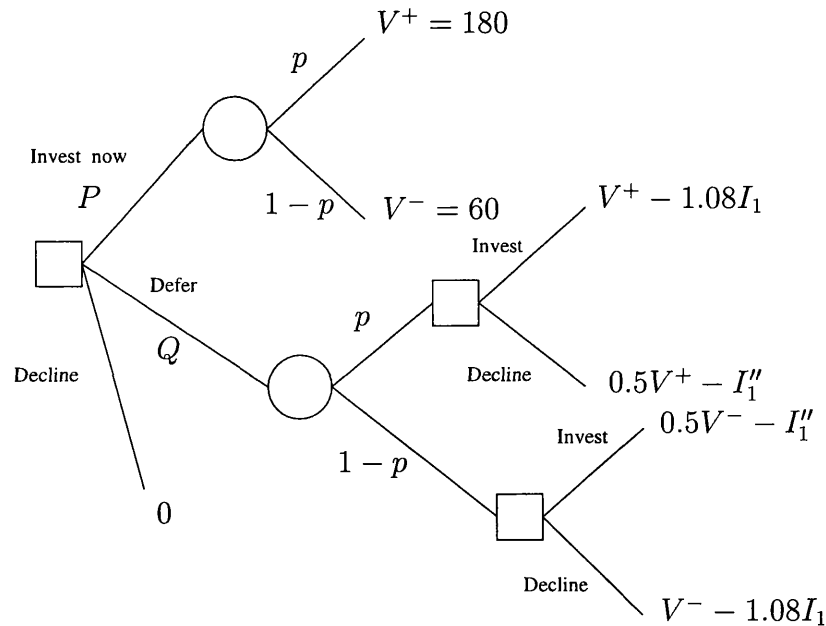 V⁺ = 180
p
Invest now
P
1 − p
V⁻ = 60
V⁺ − 1.08I₁
Invest
Defer
p
Q
Decline
Decline
0.5V⁺ − I₁″
0.5V⁻ − I₁″
Invest
1 − p
0
Decline
V⁻ − 1.08I₁